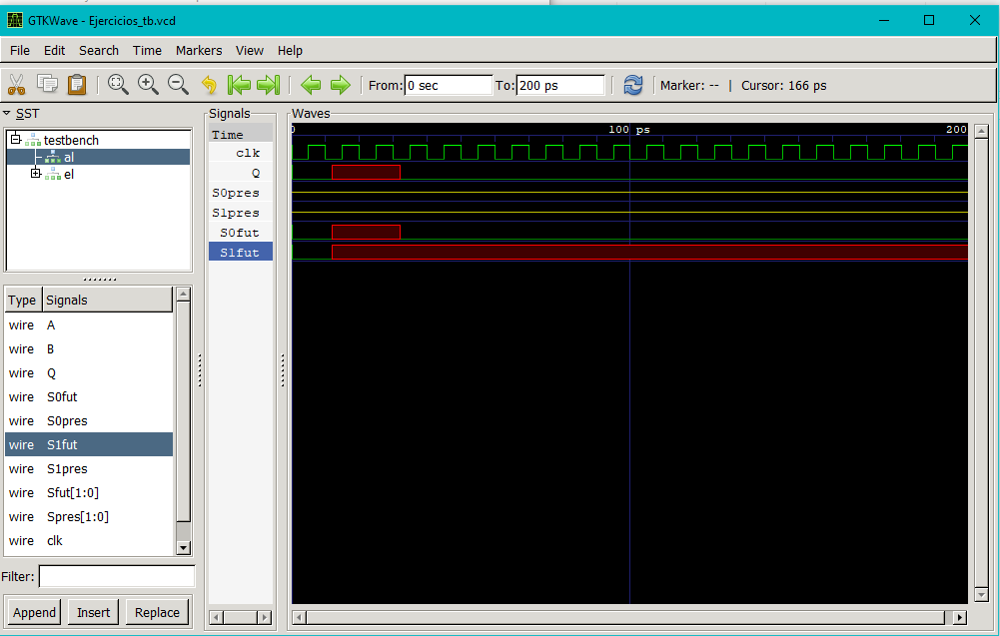 GTKWave - Ejercicios_tb.vcd
File Edit Search Time Markers View Help
From: 0 sec To: 200 ps Marker: -- | Cursor: 166 ps
SST
testbench
al
el
Type Signals
wire A
wire B
wire Q
wire S0fut
wire S0pres
wire S1fut
wire S1pres
wire Sfut[1:0]
wire Spres[1:0]
wire clk
Filter:
Append Insert Replace
Signals
Time
clk
Q
S0pres
S1pres
S0fut
S1fut
Waves
0 100 ps 200